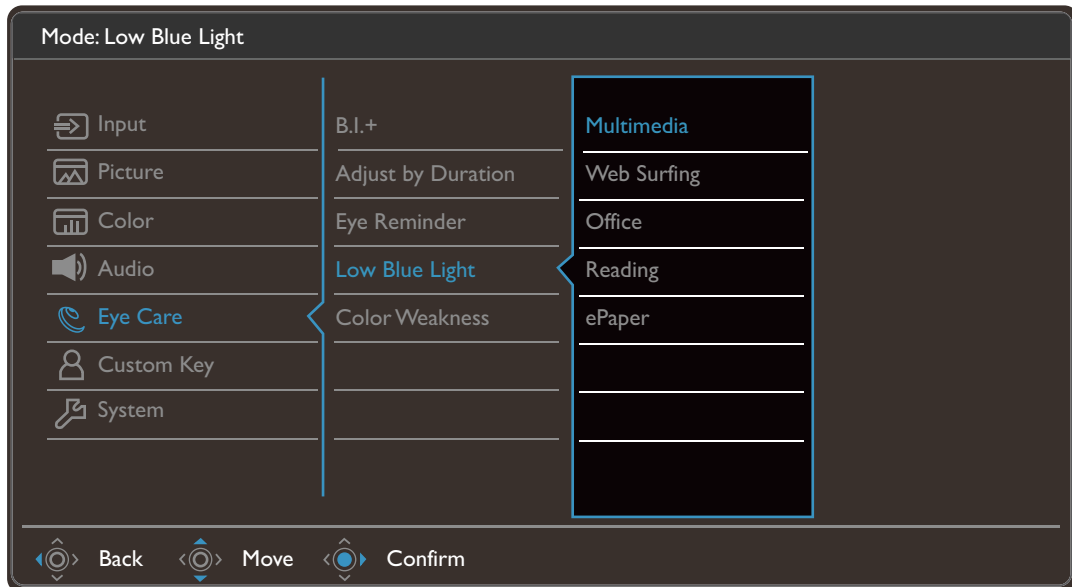 Mode: Low Blue Light
Input
Picture
Color
Audio
Eye Care
Custom Key
System
B.I.+
Adjust by Duration
Eye Reminder
Low Blue Light
Color Weakness
Multimedia
Web Surfing
Office
Reading
ePaper
Back Move Confirm